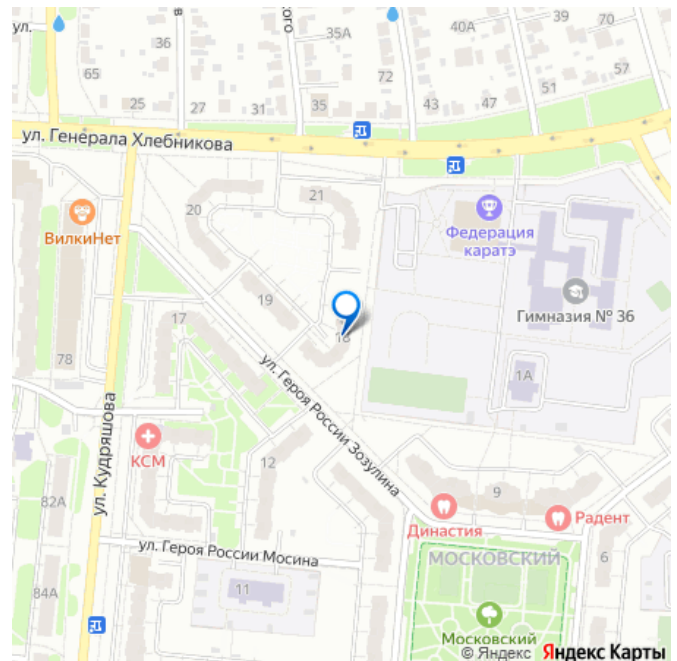 ул.
в
кого
35А
40А
39
70
36
65
72
57
25
27
31
35
43
47
51
ул. Генерала Хлебникова
20
21
ВилкиНет
Федерация
каратэ
Гимназия № 36
19
17
18
78
1А
ул. Кудряшова
ул. Героя России Зозулина
КСМ
12
9
82А
Династия
Радент
ул. Героя России Мосина
МОСКОВСКИЙ
6
84А
11
Московский
© Яндекс Яндекс Карты